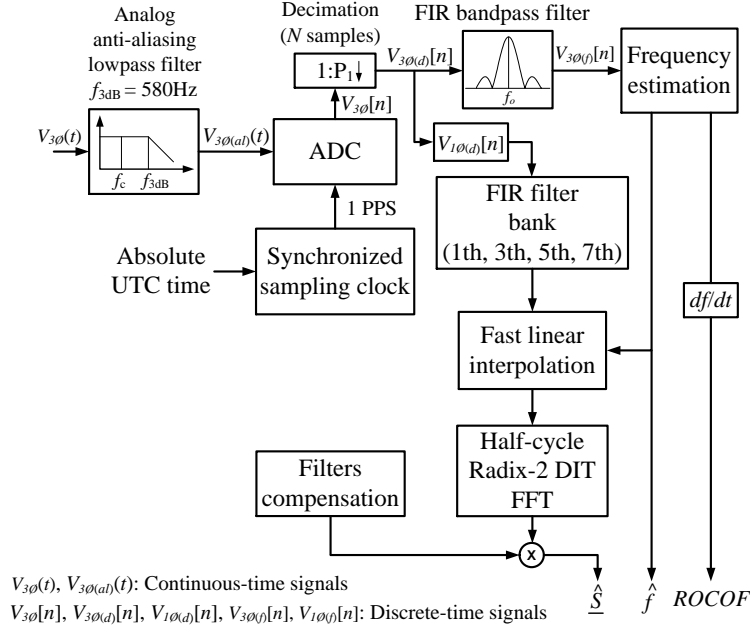 Analog
anti-aliasing
lowpass filter
f3dB = 580Hz
Decimation
(N samples)
FIR bandpass filter
V3Ø(t)
fc
f3dB
V3Ø(al)(t)
1:P1↓
V3Ø(d)[n]
fo
V3Ø(f)[n]
Frequency
estimation
V3Ø[n]
ADC
V1Ø(d)[n]
1 PPS
FIR filter
bank
(1th, 3th, 5th, 7th)
Absolute
UTC time
Synchronized
sampling clock
df/dt
Fast linear
interpolation
Filters
compensation
Half-cycle
Radix-2 DIT
FFT
x
Ŝ
f̂
ROCOF
V3Ø(t), V3Ø(al)(t): Continuous-time signals
V3Ø[n], V3Ø(d)[n], V1Ø(d)[n], V3Ø(f)[n], V1Ø(f)[n]: Discrete-time signals